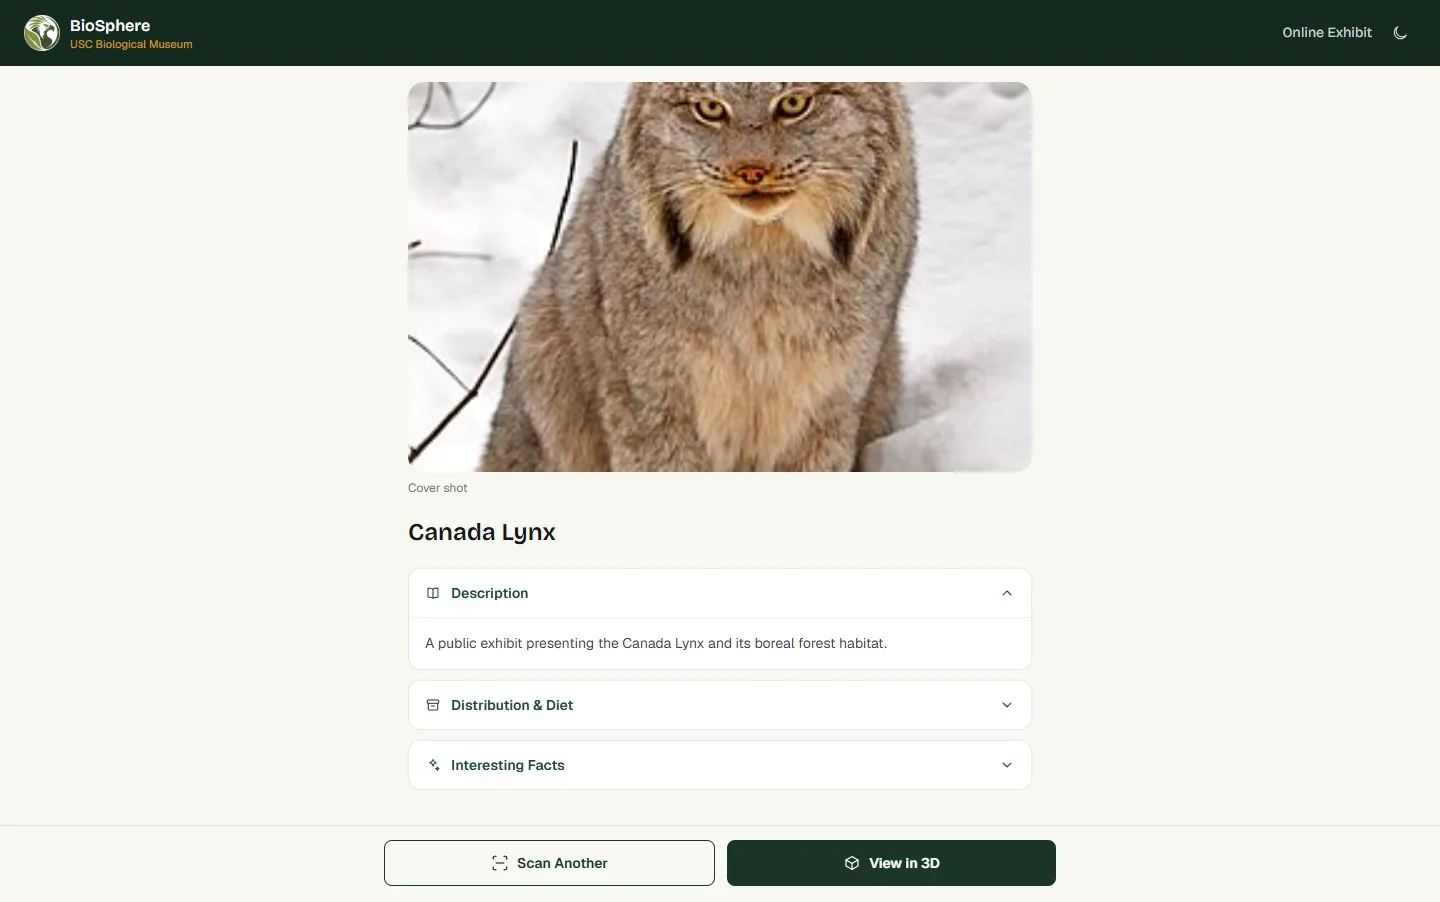 BioSphere
USC Biological Museum
Online Exhibit
Cover shot
Canada Lynx
Description
A public exhibit presenting the Canada Lynx and its boreal forest habitat.
Distribution & Diet
Interesting Facts
Scan Another
View in 3D